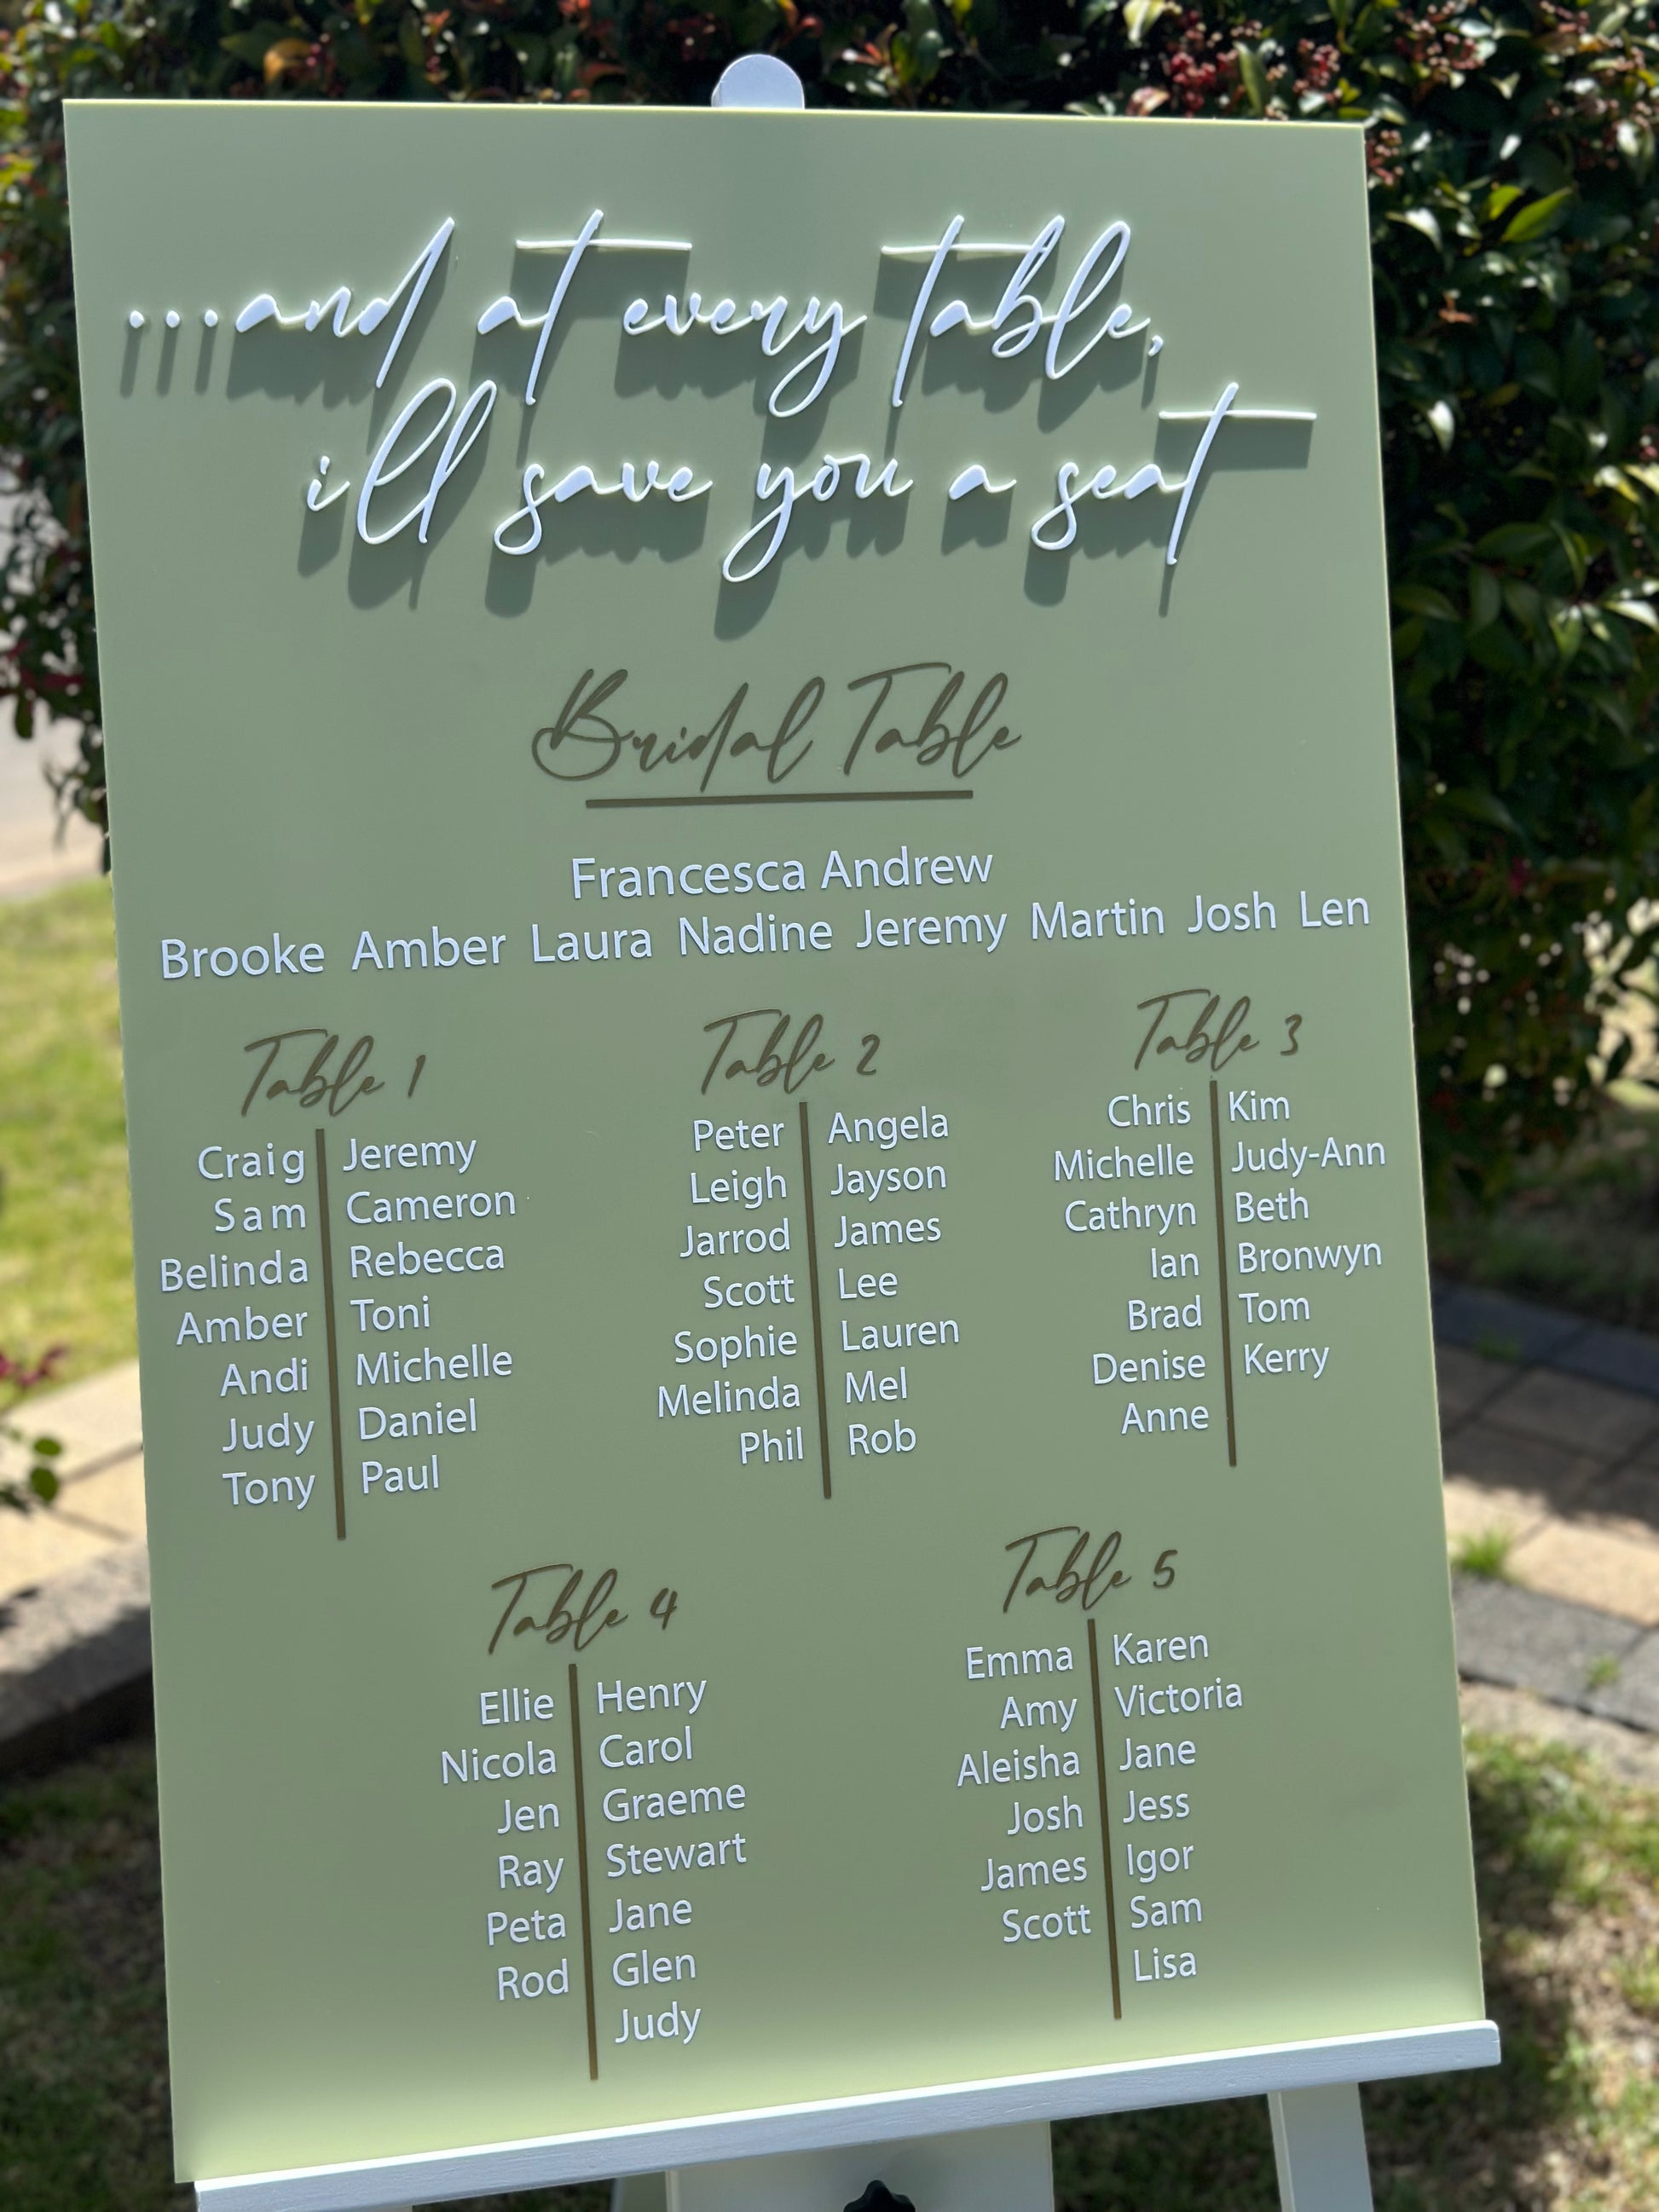 ...and at every table,
ill save you a seat
Bridal Table
Francesca Andrew
Brooke Amber Laura Nadine Jeremy Martin Josh Len
Table 1
Craig Jeremy
Sam Cameron
Belinda Rebecca
Amber Toni
Andi Michelle
Judy Daniel
Tony Paul
Table 2
Peter Angela
Leigh Jayson
Jarrod James
Scott Lee
Sophie Lauren
Melinda Mel
Phil Rob
Table 3
Chris Kim
Michelle Judy-Ann
Cathryn Beth
Ian Bronwyn
Brad Tom
Denise Kerry
Anne
Table 4
Ellie Henry
Nicola Carol
Jen Graeme
Ray Stewart
Peta Jane
Rod Glen
Judy
Table 5
Emma Karen
Amy Victoria
Aleisha Jane
Josh Jess
James Igor
Scott Sam
Lisa